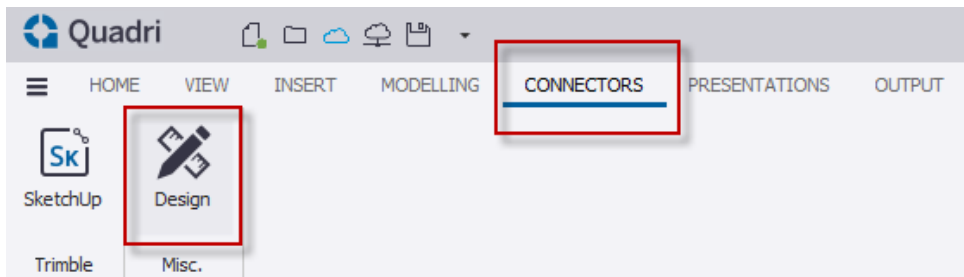 Quadri
HOME VIEW INSERT MODELLING CONNECTORS PRESENTATIONS OUTPUT
SK
SketchUp Design
Trimble Misc.